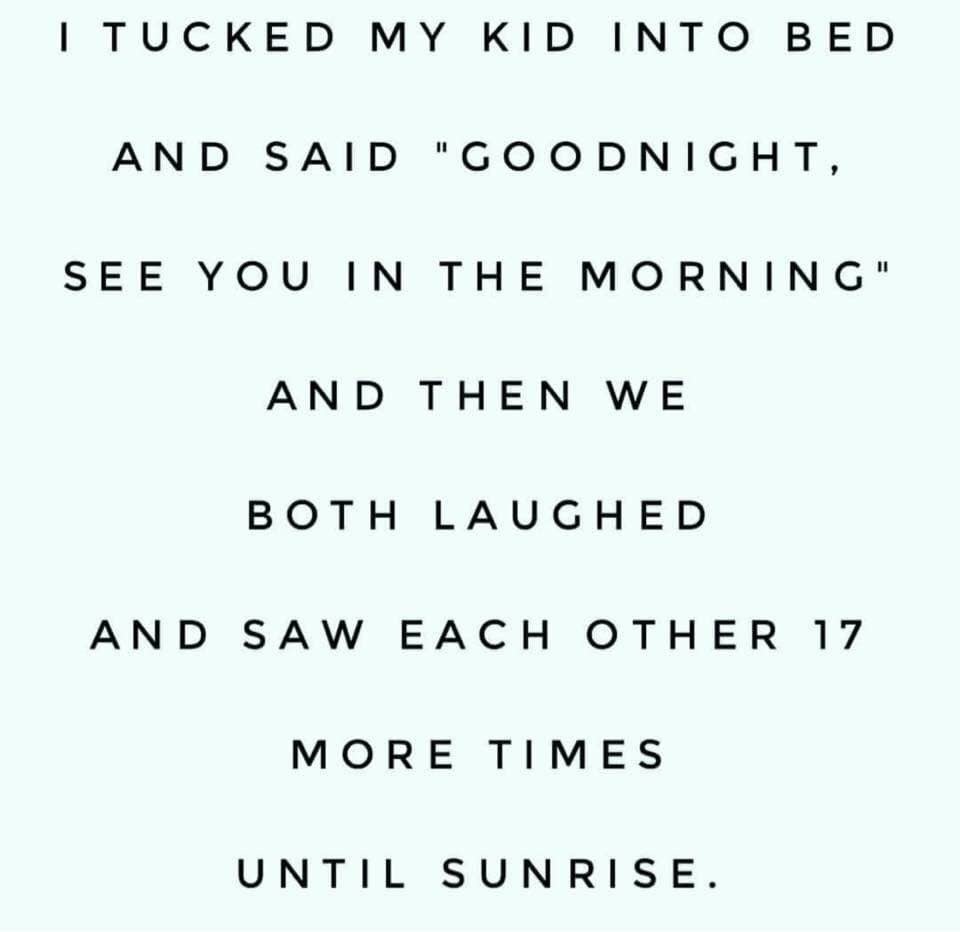 I TUCKED MY KID INTO BED
AND SAID "GOODNIGHT,
SEE YOU IN THE MORNING"
AND THEN WE
BOTH LAUGHED
AND SAW EACH OTHER 17
MORE TIMES
UNTIL SUNRISE.